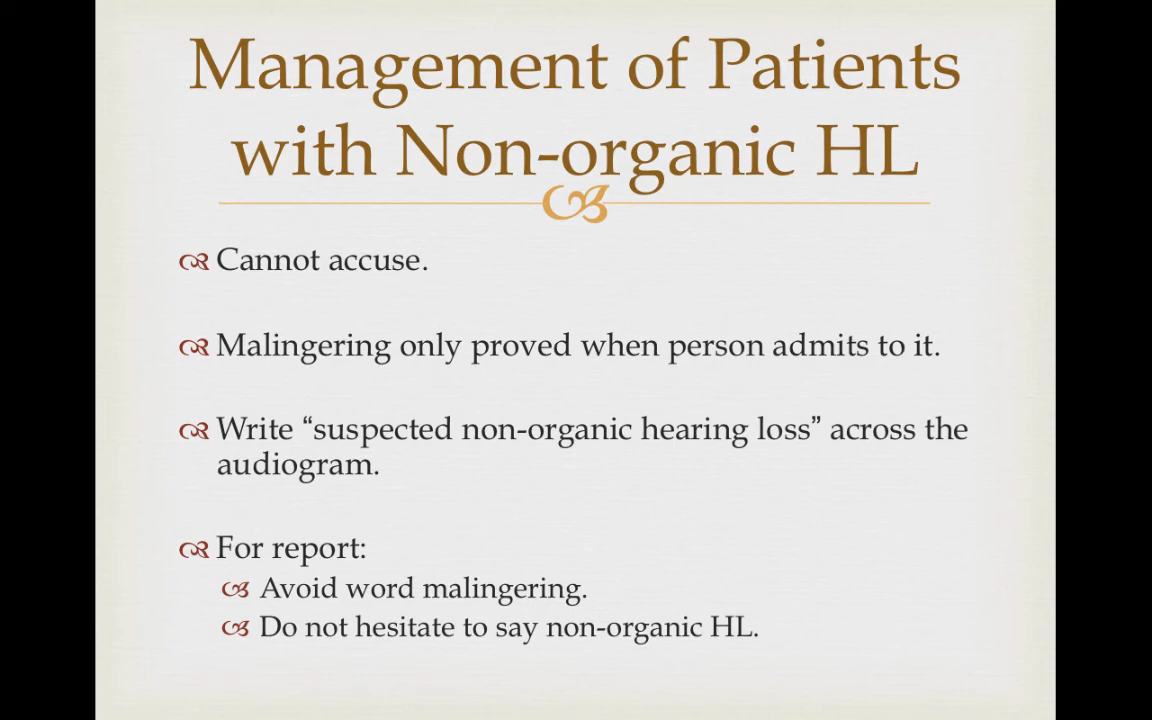 Management of Patients
with Non-organic HL
Cannot accuse.
Malingering only proved when person admits to it.
Write “suspected non-organic hearing loss” across the
audiogram.
For report:
Avoid word malingering.
Do not hesitate to say non-organic HL.